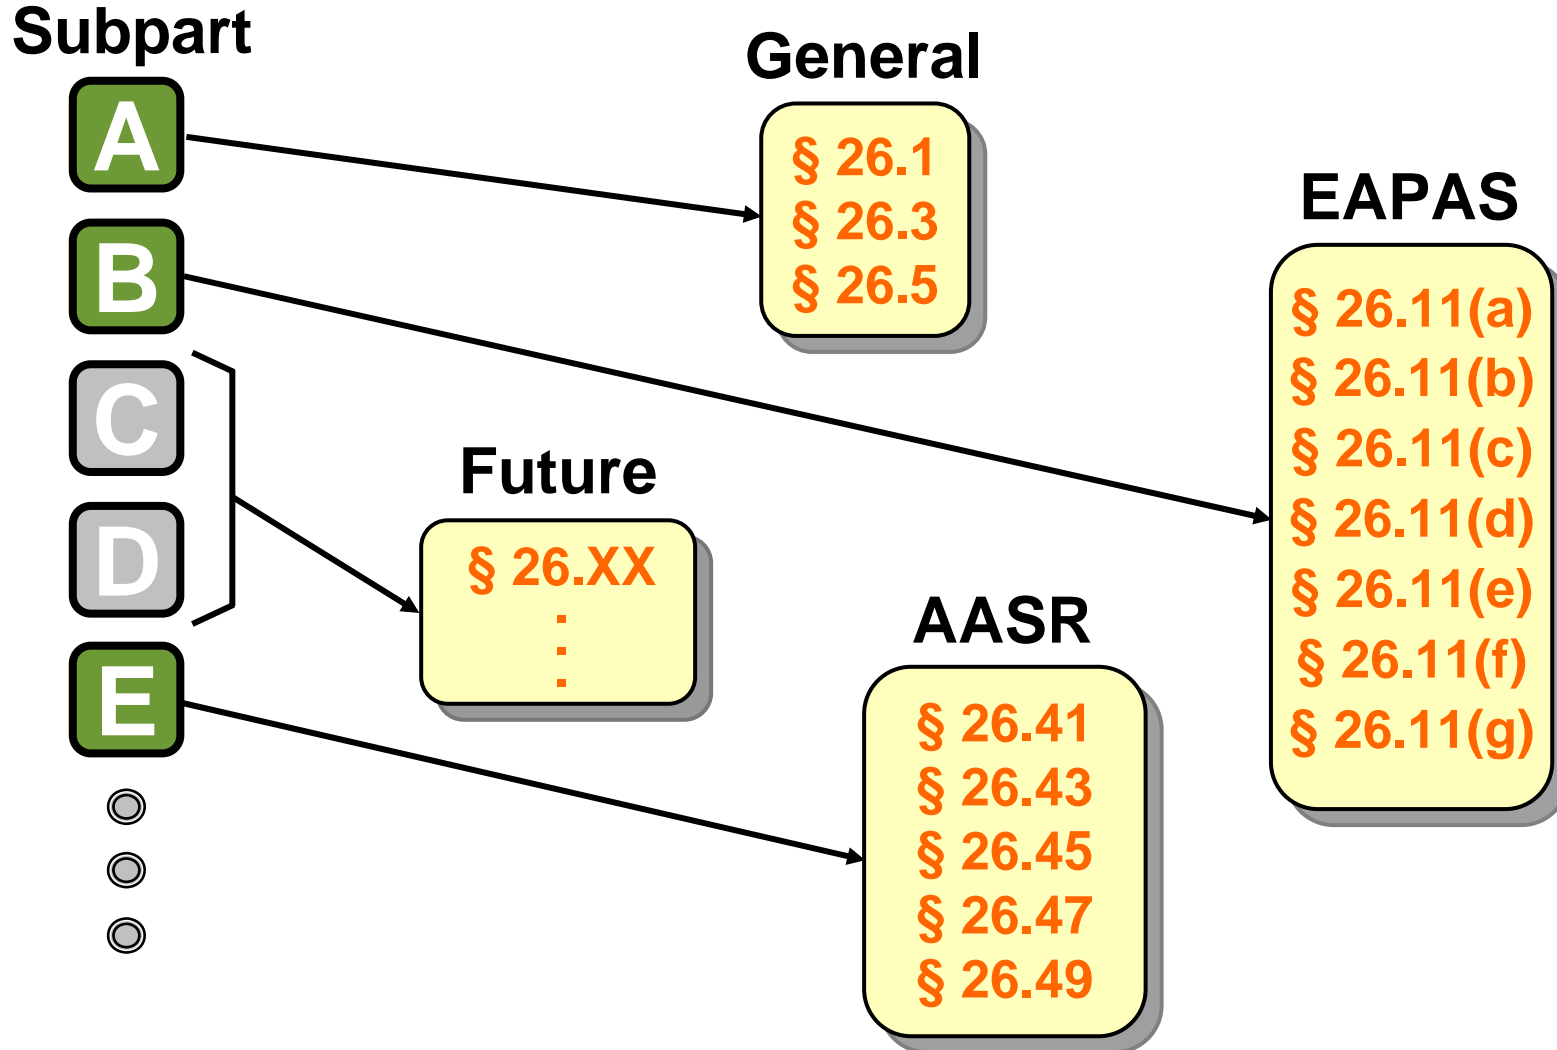 Subpart
A
B
C
D
E
General
§ 26.1
§ 26.3
§ 26.5
EAPAS
§ 26.11(a)
§ 26.11(b)
§ 26.11(c)
§ 26.11(d)
§ 26.11(e)
§ 26.11(f)
§ 26.11(g)
Future
§ 26.XX
.
.
.
AASR
§ 26.41
§ 26.43
§ 26.45
§ 26.47
§ 26.49